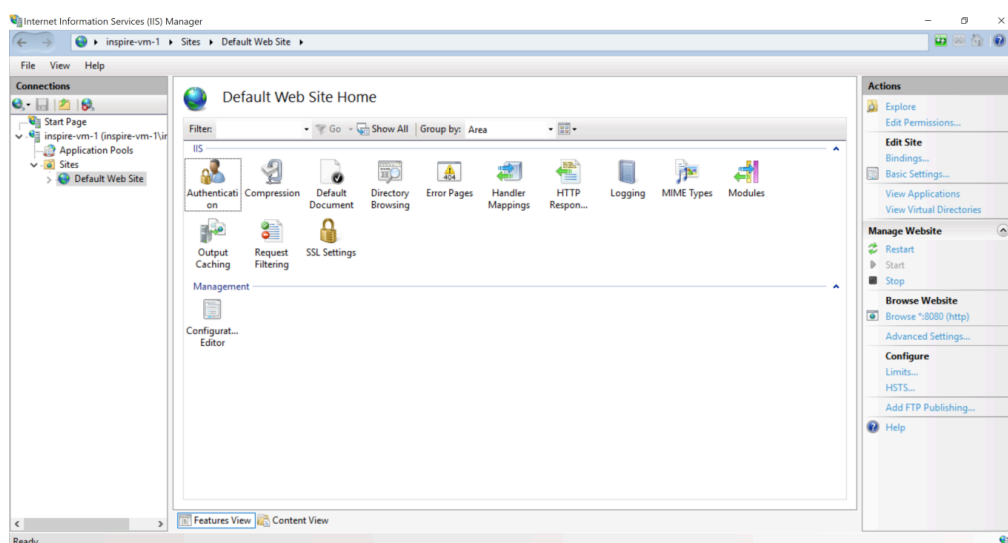 Internet Information Services (IIS) Manager
inspire-vm-1 Sites Default Web Site
File View Help
Connections
Start Page
inspire-vm-1 (inspire-vm-1\ir
Application Pools
Sites
Default Web Site
Default Web Site Home
Filter: Go Show All Group by: Area
IIS
Authenticati
on
Compression
Default
Document
Directory
Browsing
Error Pages
404
Handler
Mappings
HTTP
Respon...
Logging
MIME Types
Modules
Output
Caching
Request
Filtering
SSL Settings
Management
Configurat...
Editor
Features View Content View
Actions
Explore
Edit Permissions...
Edit Site
Bindings...
Basic Settings...
View Applications
View Virtual Directories
Manage Website
Restart
Start
Stop
Browse Website
Browse *:8080 (http)
Advanced Settings...
Configure
Limits...
HSTS...
Add FTP Publishing...
Help
Ready